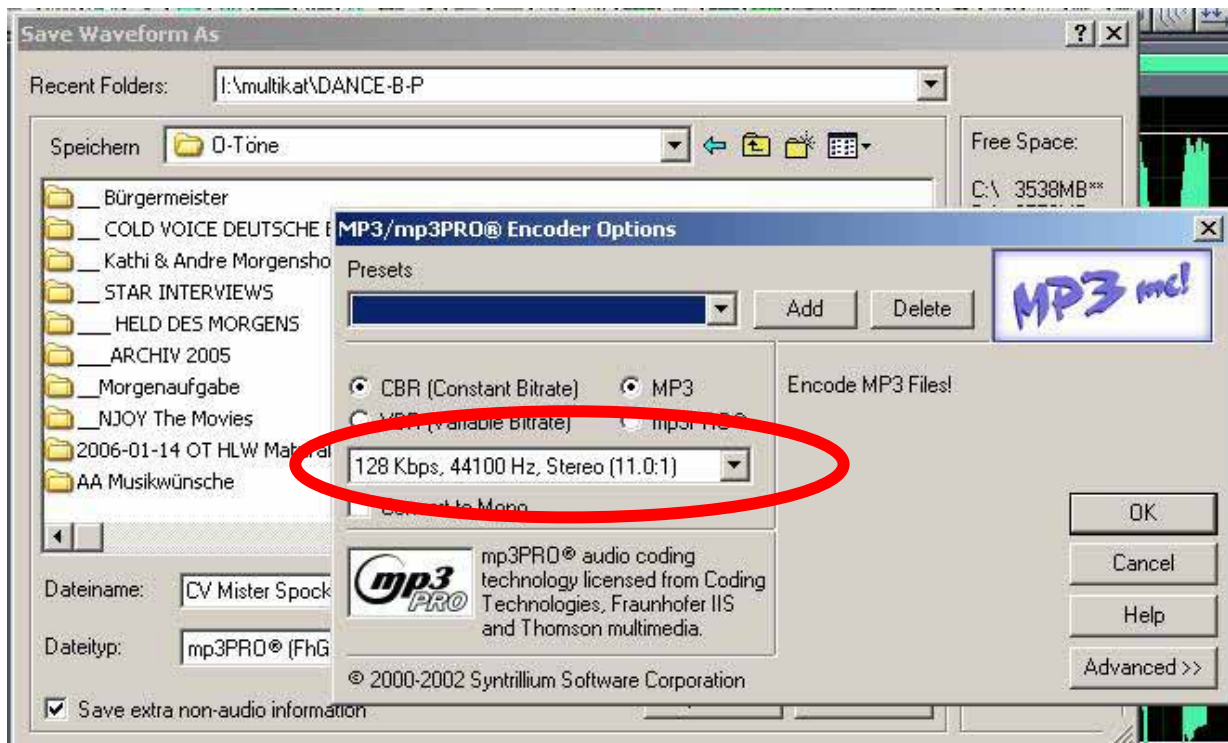 Save Waveform As
Recent Folders: I:\multikat\DANCE-B-P
Speichern O-Töne
Free Space:
C:\ 3538MB**
__ Bürgermeister
__ COLD VOICE DEUTSCHE
__ Kathi & Andre Morgensho
__ STAR INTERVIEWS
___ HELD DES MORGENS
___ARCHIV 2005
__Morgenaufgabe
__NJOY The Movies
2006-01-14 OT HLW
AA Musikwünsche
Dateiname: CV Mister Spock
Dateityp: mp3PRO® (FhG
Save extra non-audio information
MP3/mp3PRO® Encoder Options
Presets
Add Delete
MP3 me!
CBR (Constant Bitrate) MP3
VBR (Variable Bitrate) mp3PRO®
Encode MP3 Files!
128 Kbps, 44100 Hz, Stereo (11.0:1)
Convert to Mono
mp3 PRO
mp3PRO® audio coding
technology licensed from Coding
Technologies, Fraunhofer IIS
and Thomson multimedia.
© 2000-2002 Syntrillium Software Corporation
OK
Cancel
Help
Advanced >>